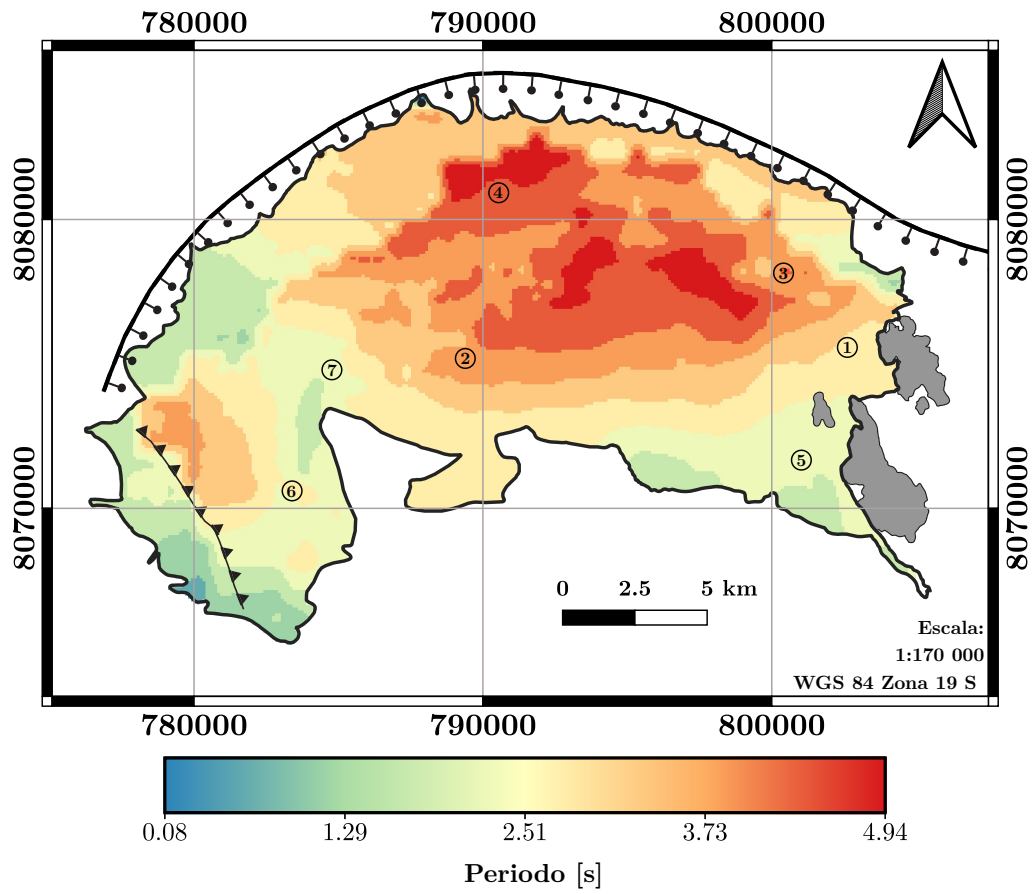 780000 790000 800000
8080000 8080000
4
3
1
2
7
5
6
8070000 8070000
0 2.5 5 km
Escala:
1:170 000
WGS 84 Zona 19 S
780000 790000 800000
0.08 1.29 2.51 3.73 4.94
Periodo [s]